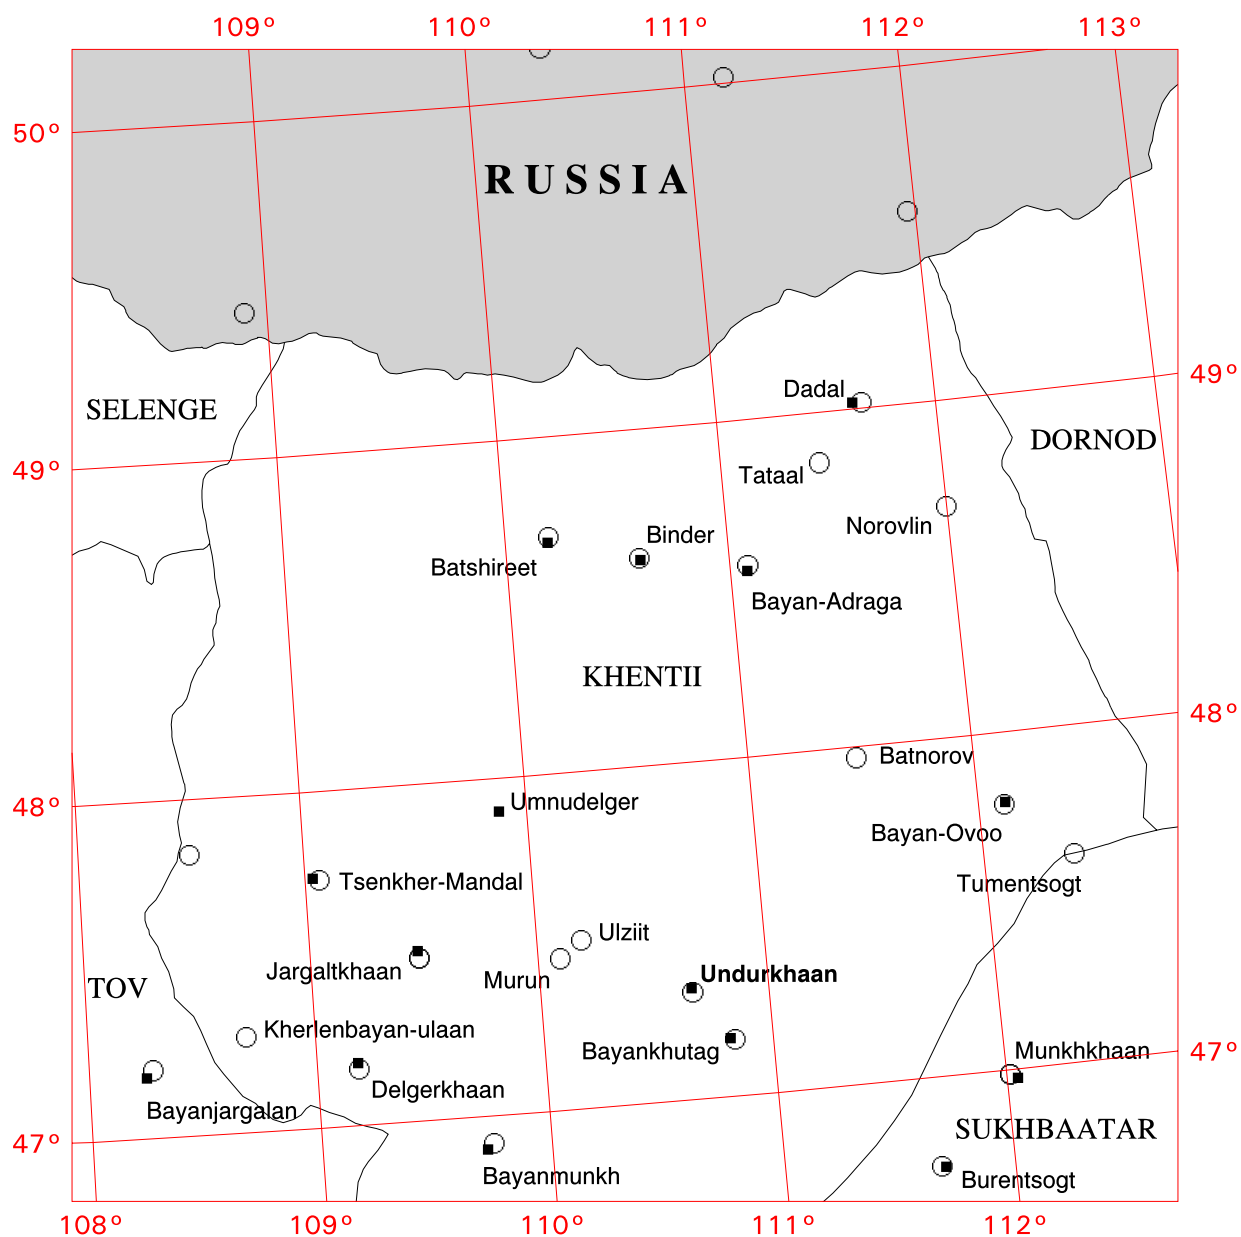 109° 110° 111° 112° 113°
50°
RUSSIA
49°
Dadal
SELENGE
DORNOD
49°
Tataal
Norovlin
Binder
Batshireet
Bayan-Adraga
KHENTII
48°
Batnorov
48°
Umnudelger
Bayan-Ovoo
Tsenkher-Mandal
Tumentsogt
Ulziit
Jargaltkhaan
Murun
Undurkhaan
TOV
Kherlenbayan-ulaan
Bayankhutag
Munkhkhaan
47°
Delgerkhaan
Bayanjargalan
SUKHBAATAR
47°
Bayanmunkh
Burentsogt
108° 109° 110° 111° 112°